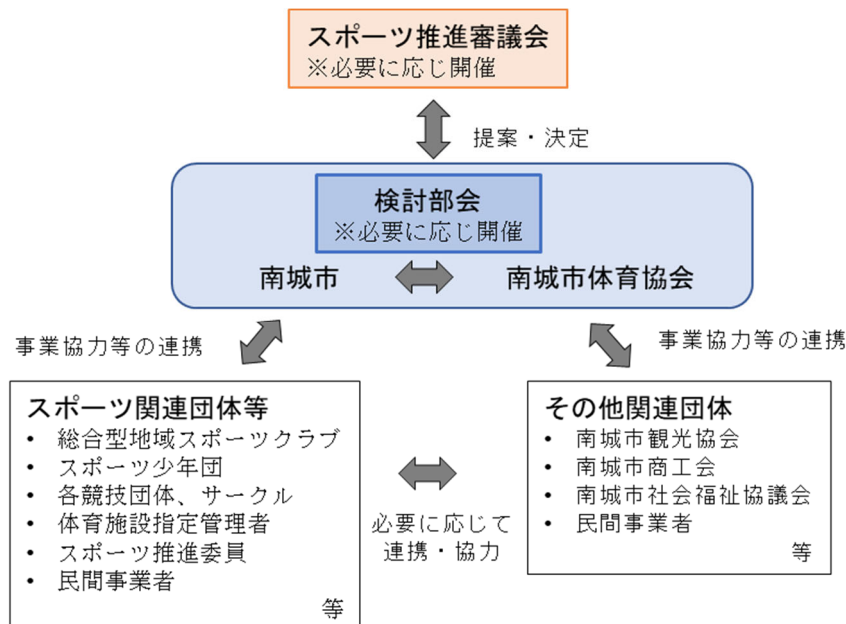 スポーツ推進審議会
※必要に応じ開催
提案・決定
検討部会
※必要に応じ開催
南城市
南城市体育協会
事業協力等の連携
事業協力等の連携
スポーツ関連団体等
• 総合型地域スポーツクラブ
• スポーツ少年団
• 各競技団体、サークル
• 体育施設指定管理者
• スポーツ推進委員
• 民間事業者
等
必要に応じて
連携・協力
その他関連団体
• 南城市観光協会
• 南城市商工会
• 南城市社会福祉協議会
• 民間事業者
等